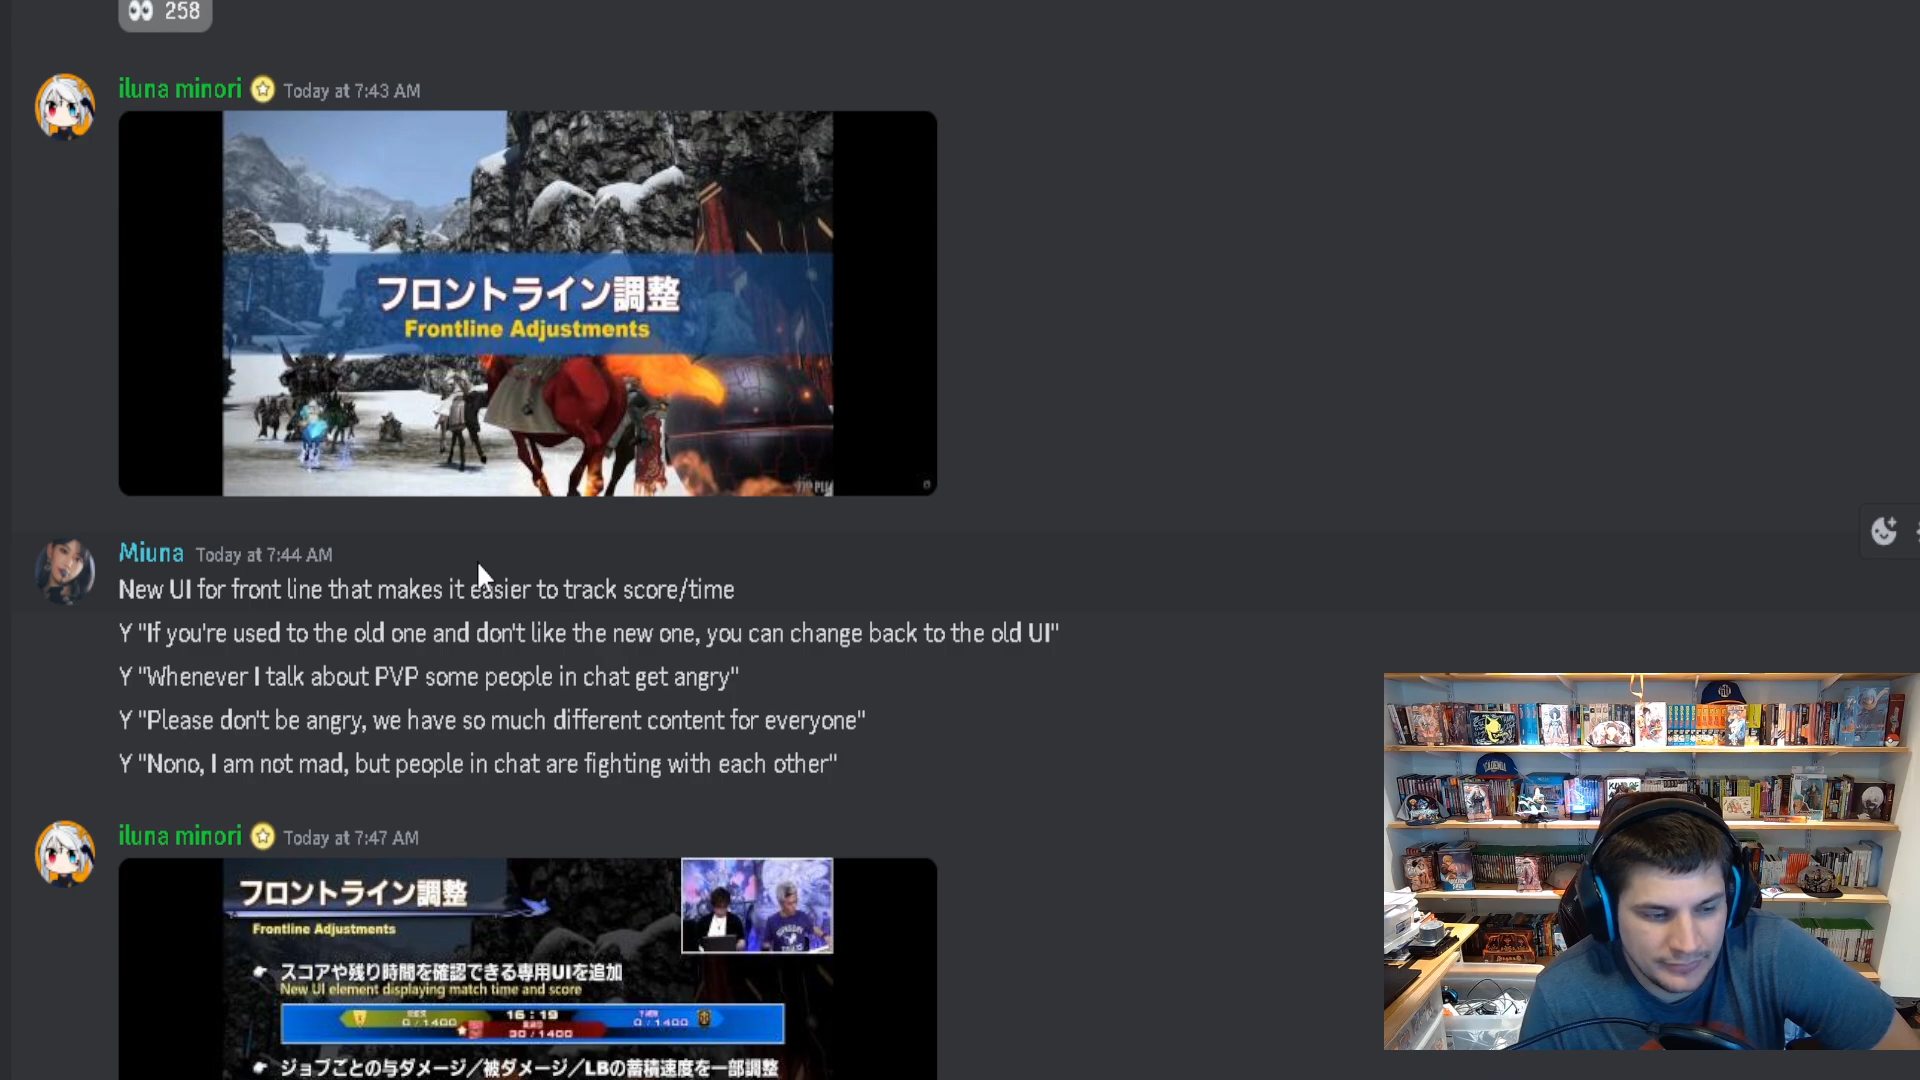 258
iluna minori Today at 7:43 AM
フロントライン調整
Frontline Adjustments
Miuna Today at 7:44 AM
New UI for front line that makes it easier to track score/time
Y "If you're used to the old one and don't like the new one, you can change back to the old UI"
Y "Whenever I talk about PVP some people in chat get angry"
Y "Please don't be angry, we have so much different content for everyone"
Y "Nono, I am not mad, but people in chat are fighting with each other"
iluna minori Today at 7:47 AM
フロントライン調整
Frontline Adjustments
スコアや残り時間を確認できる専用UIを追加
New UI element displaying match time and score
0/1400 16:19 0/1400
30/1400
ジョブごとの与ダメージ/被ダメージ/LBの蓄積速度を一部調整